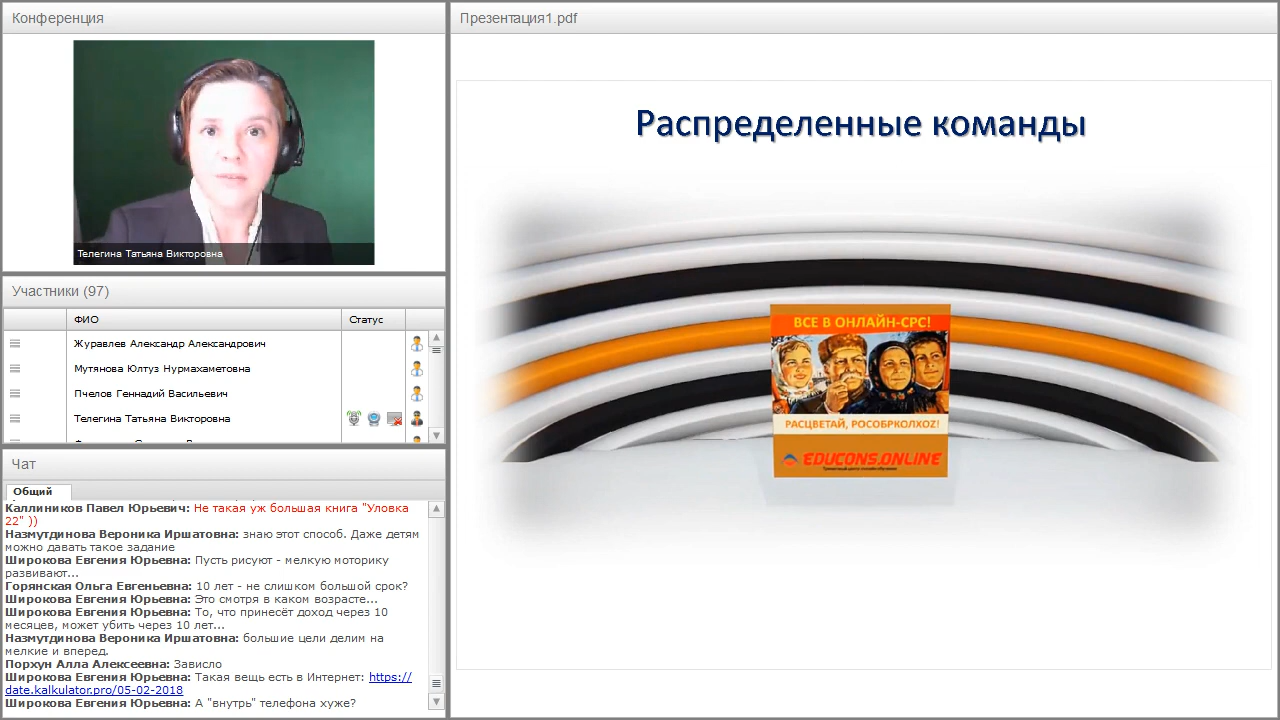 Конференция
Телегина Татьяна Викторовна
Участники (97)
ФИО
Статус
Журавлев Александр Александрович
Мутянова Юлтуз Нурмахаметовна
Пчелов Геннадий Васильевич
Телегина Татьяна Викторовна
Чат
Общий
Каллиников Павел Юрьевич: Не такая уж большая книга "Уловка
22" ))
Назмутдинова Вероника Иршатовна: знаю этот способ. Даже детям
можно давать такое задание
Широкова Евгения Юрьевна: Пусть рисуют - мелкую моторику
развивают...
Горянская Ольга Евгеньевна: 10 лет - не слишком большой срок?
Широкова Евгения Юрьевна: Это смотря в каком возрасте...
Широкова Евгения Юрьевна: То, что принесёт доход через 10
месяцев, может убить через 10 лет...
Назмутдинова Вероника Иршатовна: большие цели делим на
мелкие и вперед.
Порхун Алла Алексеевна: Зависло
Широкова Евгения Юрьевна: Такая вещь есть в Интернет: https://
date.kalkulator.pro/05-02-2018
Широкова Евгения Юрьевна: А "внутрь" телефона хуже?
Презентация1.pdf
Распределенные команды
ВСЕ В ОНЛАЙН-СРС!
РАСЦВЕТАЙ, РОСОБРКОЛХОZ!
EDUCONS.ONLINE